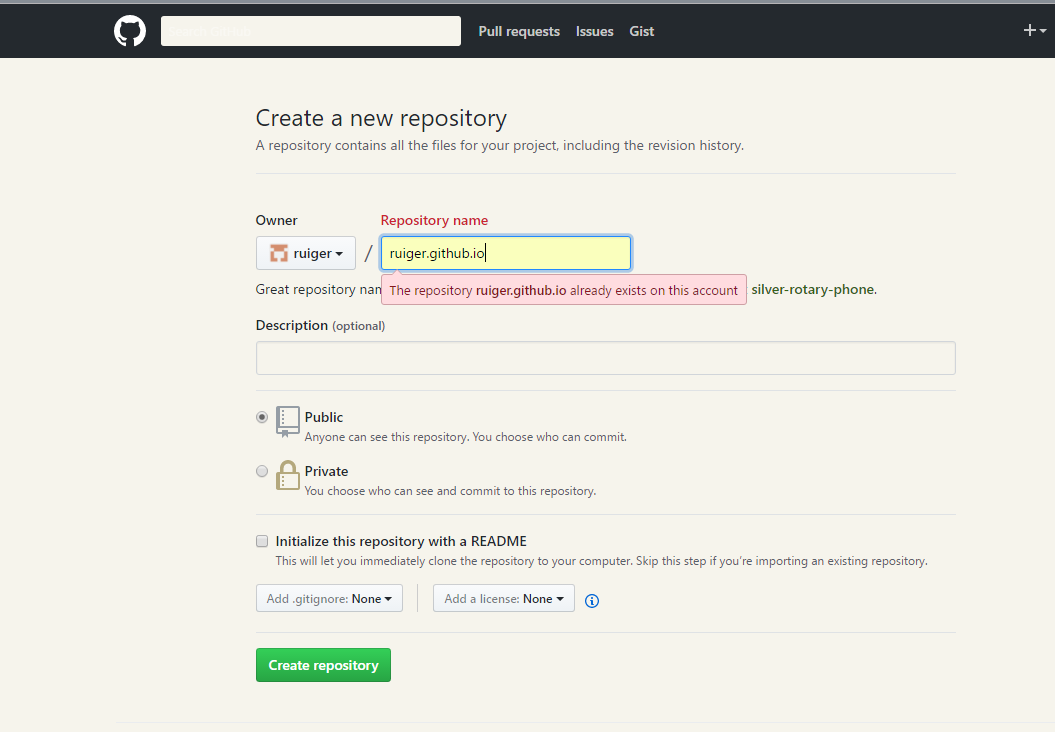 Pull requests Issues Gist
Create a new repository
A repository contains all the files for your project, including the revision history.
Owner Repository name
ruiger / ruiger.github.io
Great repository nan The repository ruiger.github.io already exists on this account silver-rotary-phone.
Description (optional)
Public
Anyone can see this repository. You choose who can commit.
Private
You choose who can see and commit to this repository.
Initialize this repository with a README
This will let you immediately clone the repository to your computer. Skip this step if you're importing an existing repository.
Add .gitignore: None Add a license: None
Create repository